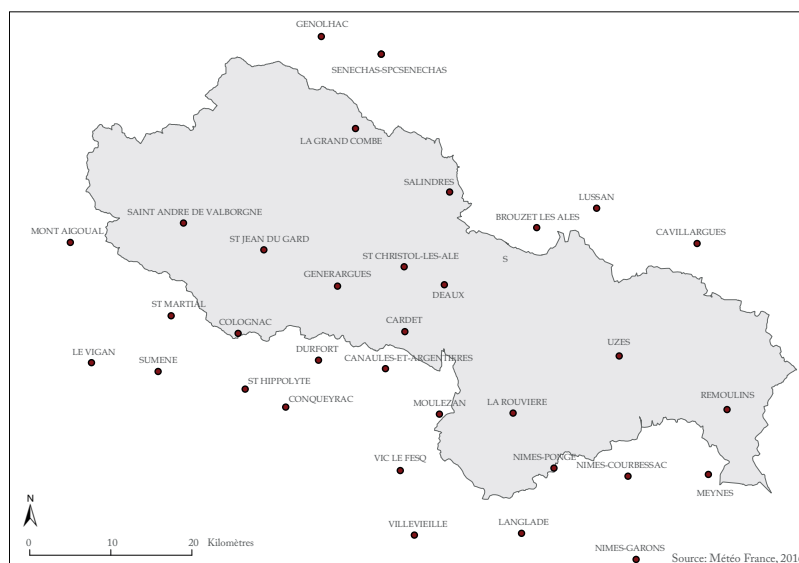 GENOLHAC
SENECHAS-SPCSENECHAS
LA GRAND COMBE
SALINDRES
LUSSAN
SAINT ANDRE DE VALBORGNE
BROUZET LES ALES
MONT AIGOUAL
CAVILLARGUES
ST JEAN DU GARD
ST CHRISTOL-LES-ALE
S
GENERARGUES
DEAUX
ST MARTIAL
COLOGNAC
CARDET
UZES
LE VIGAN
SUMENE
DURFORT
CANAULES-ET-ARGENTIERES
ST HIPPOLYTE
CONQUEYRAC
MOULEZAN
LA ROUVIERE
REMOULINS
VIC LE FESQ
NIMES-PONGE
NIMES-COURBESSAC
MEYNES
N
VILLEVIEILLE
LANGLADE
0 10 20 Kilomètres
NIMES-GARONS
Source: Météo France, 2016